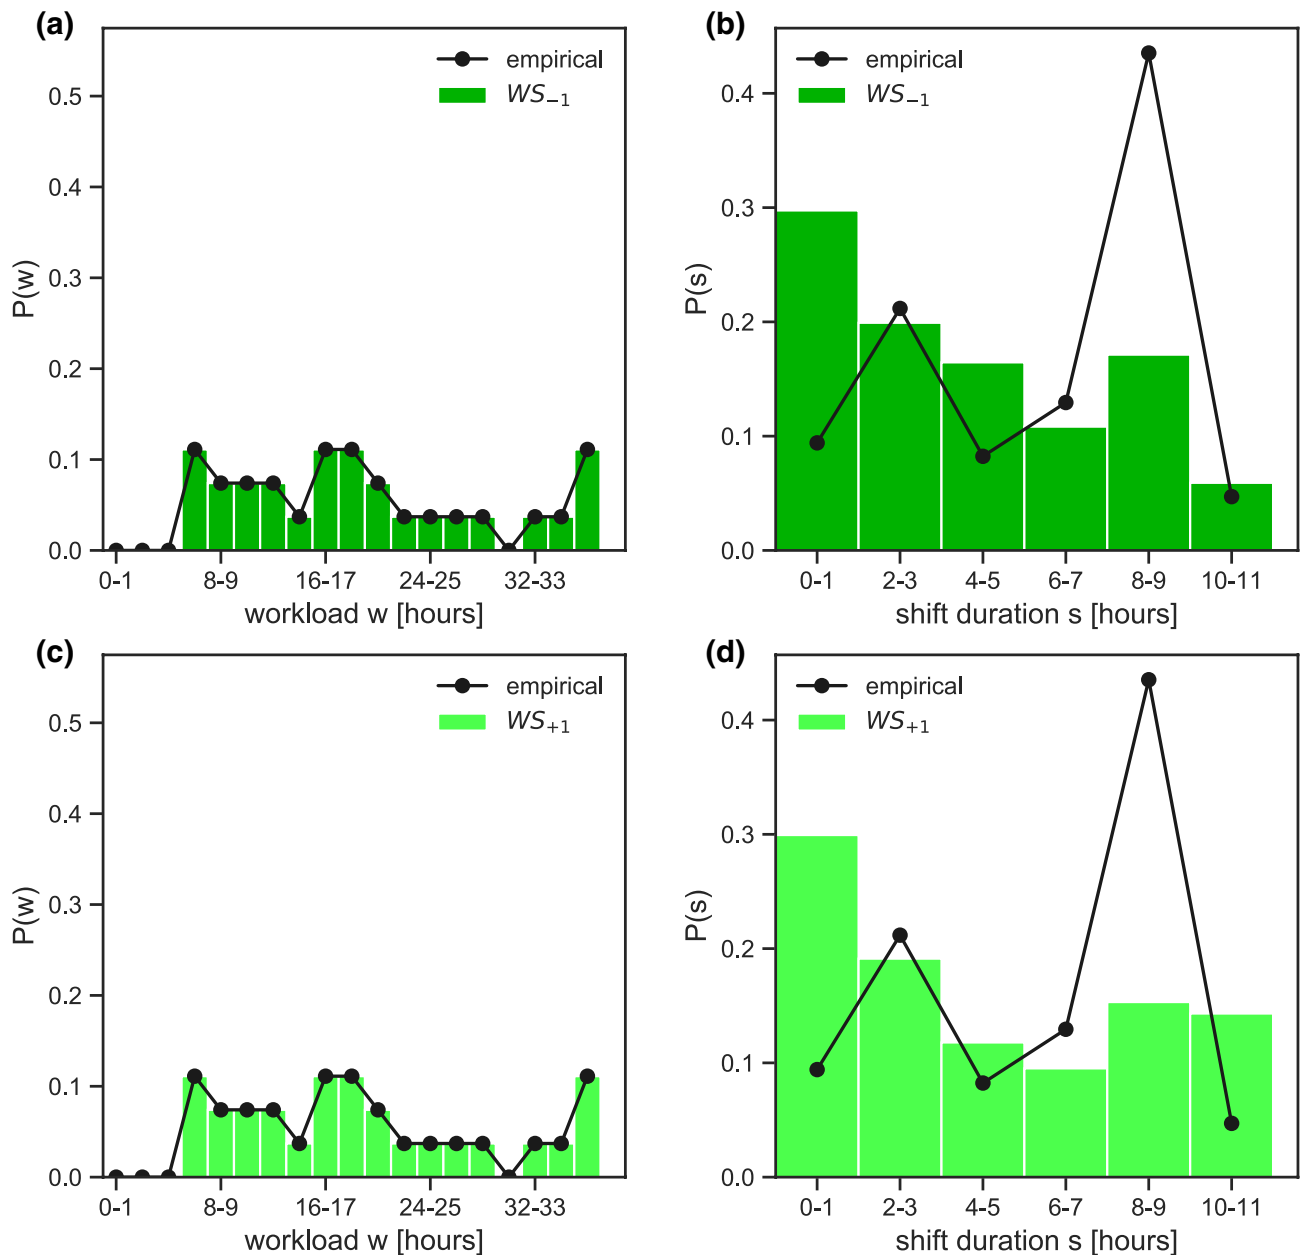 (a)
empirical
WS₋₁
0.5
0.4
0.3
0.2
0.1
0.0
P(w)
0-1 8-9 16-17 24-25 32-33
workload w [hours]
(b)
empirical
WS₋₁
0.4
0.3
0.2
0.1
0.0
P(s)
0-1 2-3 4-5 6-7 8-9 10-11
shift duration s [hours]
(c)
empirical
WS₊₁
0.5
0.4
0.3
0.2
0.1
0.0
P(w)
0-1 8-9 16-17 24-25 32-33
workload w [hours]
(d)
empirical
WS₊₁
0.4
0.3
0.2
0.1
0.0
P(s)
0-1 2-3 4-5 6-7 8-9 10-11
shift duration s [hours]